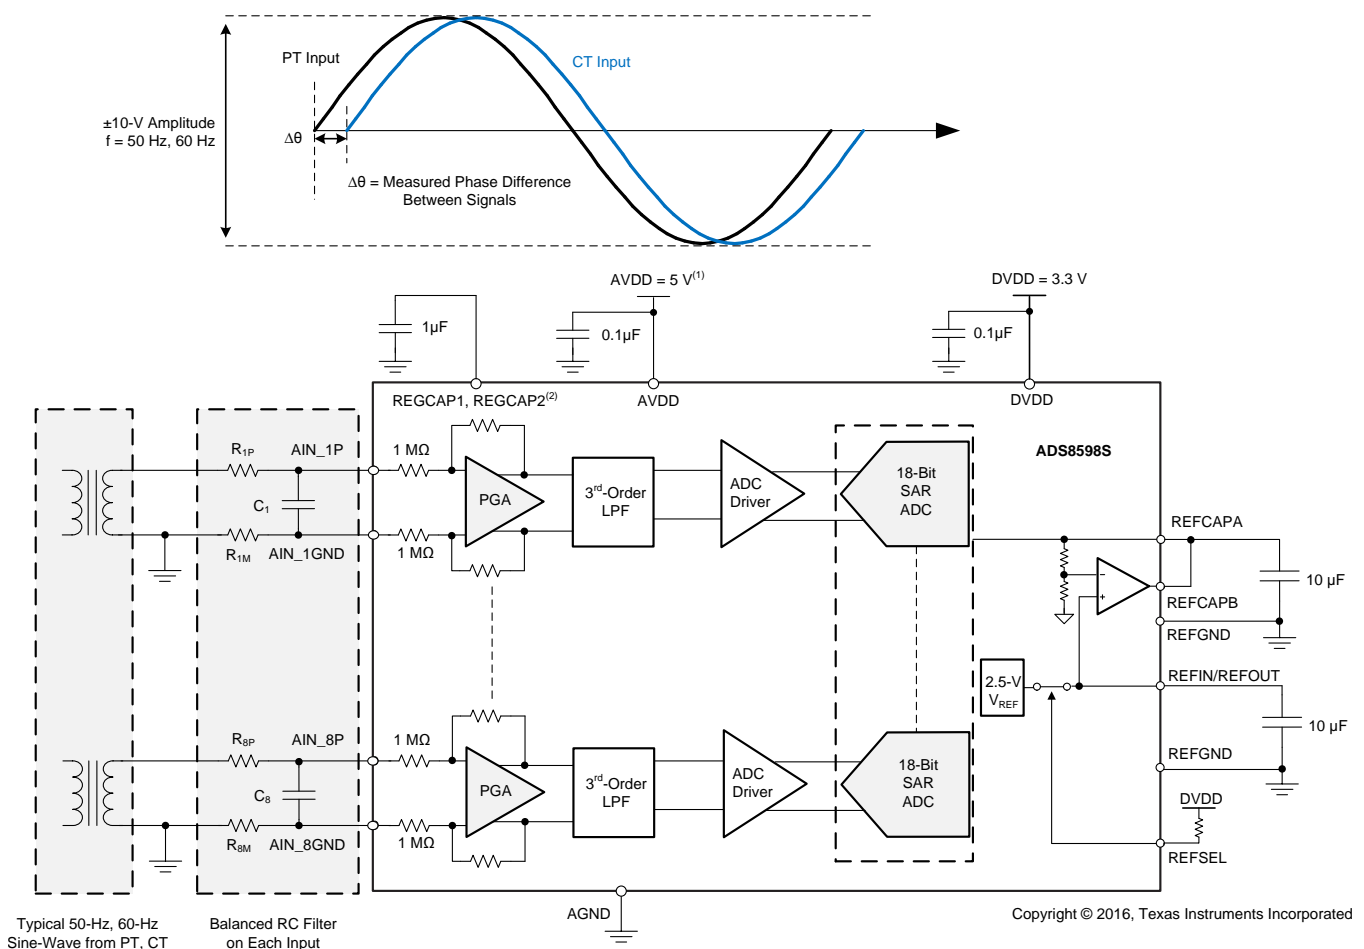 PT Input
CT Input
±10-V Amplitude
f = 50 Hz, 60 Hz
Δθ
Δθ = Measured Phase Difference
Between Signals
AVDD = 5 V(1)
DVDD = 3.3 V
1µF
0.1µF
0.1µF
REGCAP1, REGCAP2(2)
AVDD
DVDD
ADS8598S
R1P
AIN_1P
1 MΩ
C1
PGA
3rd-Order
LPF
ADC
Driver
18-Bit
SAR
ADC
R1M
AIN_1GND
1 MΩ
REFCAPA
10 µF
REFCAPB
REFGND
2.5-V
VREF
REFIN/REFOUT
10 µF
REFGND
R8P
AIN_8P
1 MΩ
C8
PGA
3rd-Order
LPF
ADC
Driver
18-Bit
SAR
ADC
R8M
AIN_8GND
1 MΩ
DVDD
REFSEL
AGND
Copyright © 2016, Texas Instruments Incorporated
Typical 50-Hz, 60-Hz
Sine-Wave from PT, CT
Balanced RC Filter
on Each Input